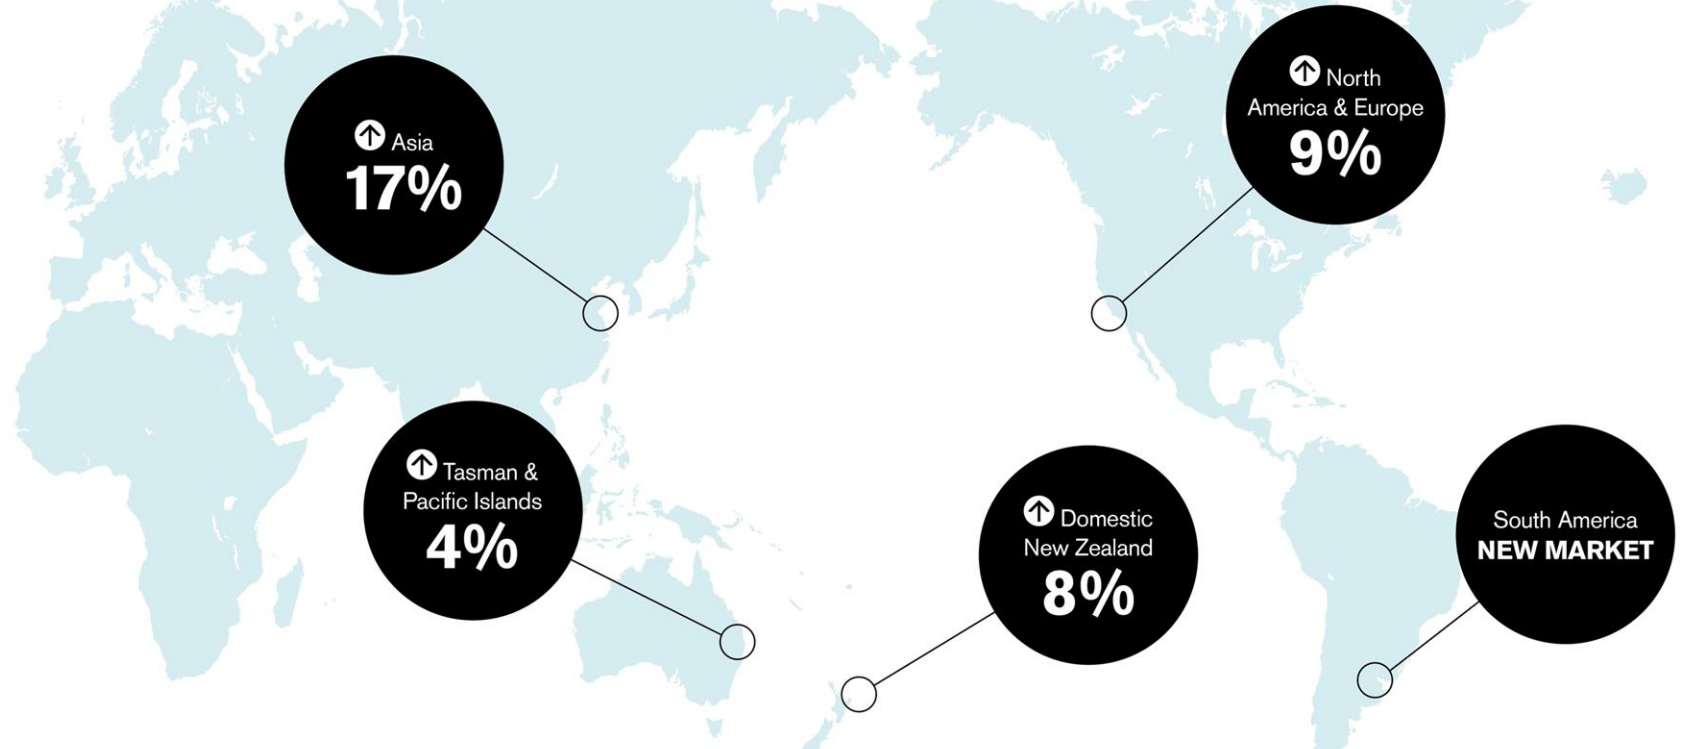 Asia
17%
North
America & Europe
9%
Tasman &
Pacific Islands
4%
Domestic
New Zealand
8%
South America
NEW MARKET